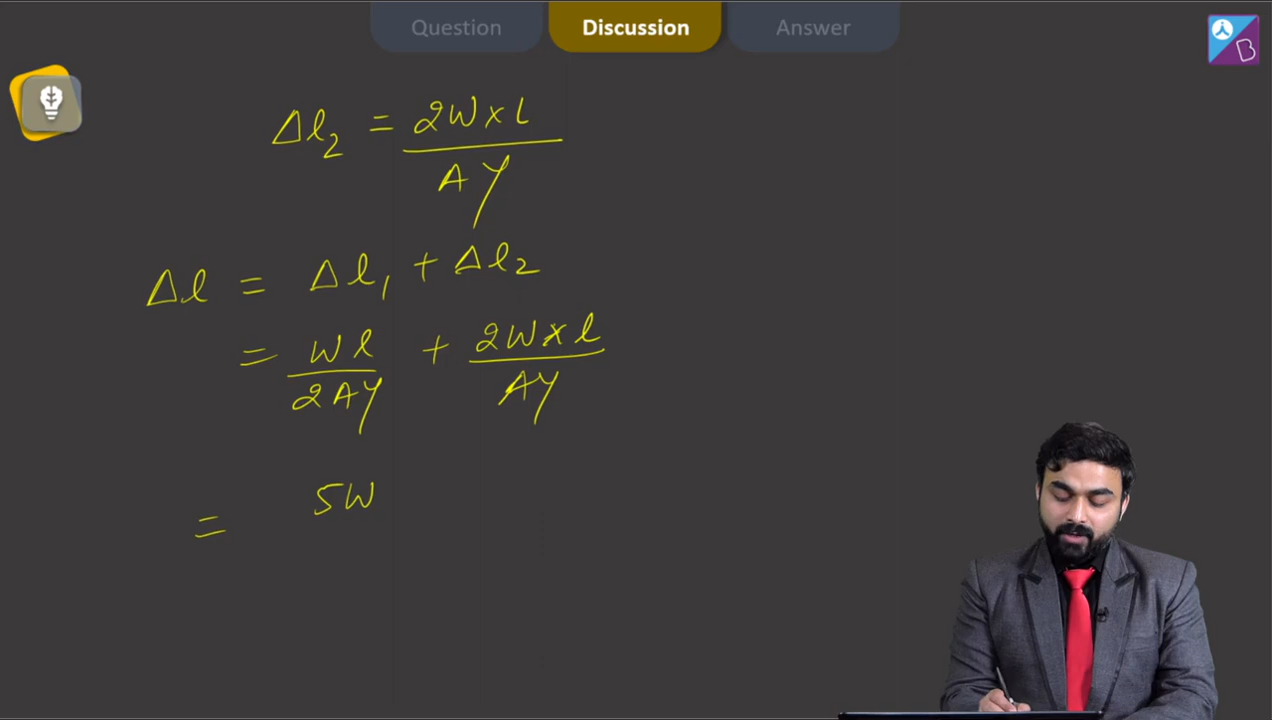 Question Discussion Answer
Δl₂ = 2W×L / AY
Δl = Δl₁ + Δl₂
= Wl / 2AY + 2W×l / AY
= 5W
B